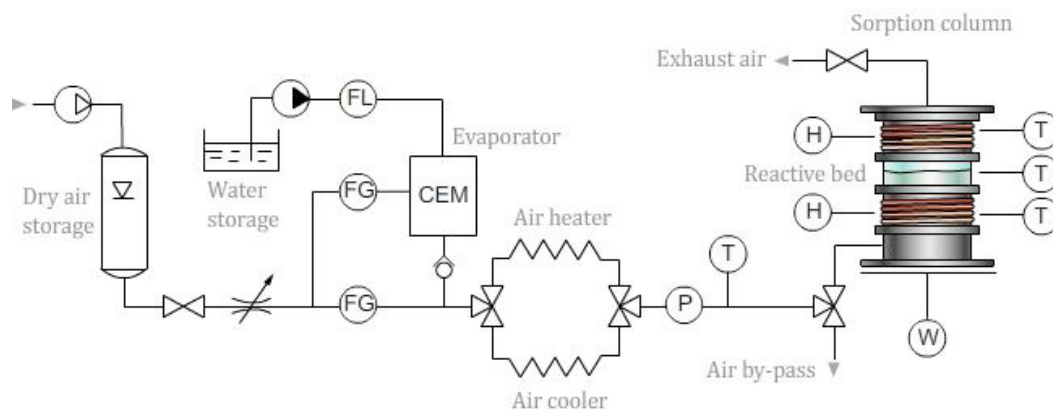 Sorption column
Exhaust air
FL
H
T
Evaporator
Reactive bed
T
Dry air
storage
Water
storage
FG
CEM
H
T
Air heater
T
FG
P
W
Air by-pass
Air cooler